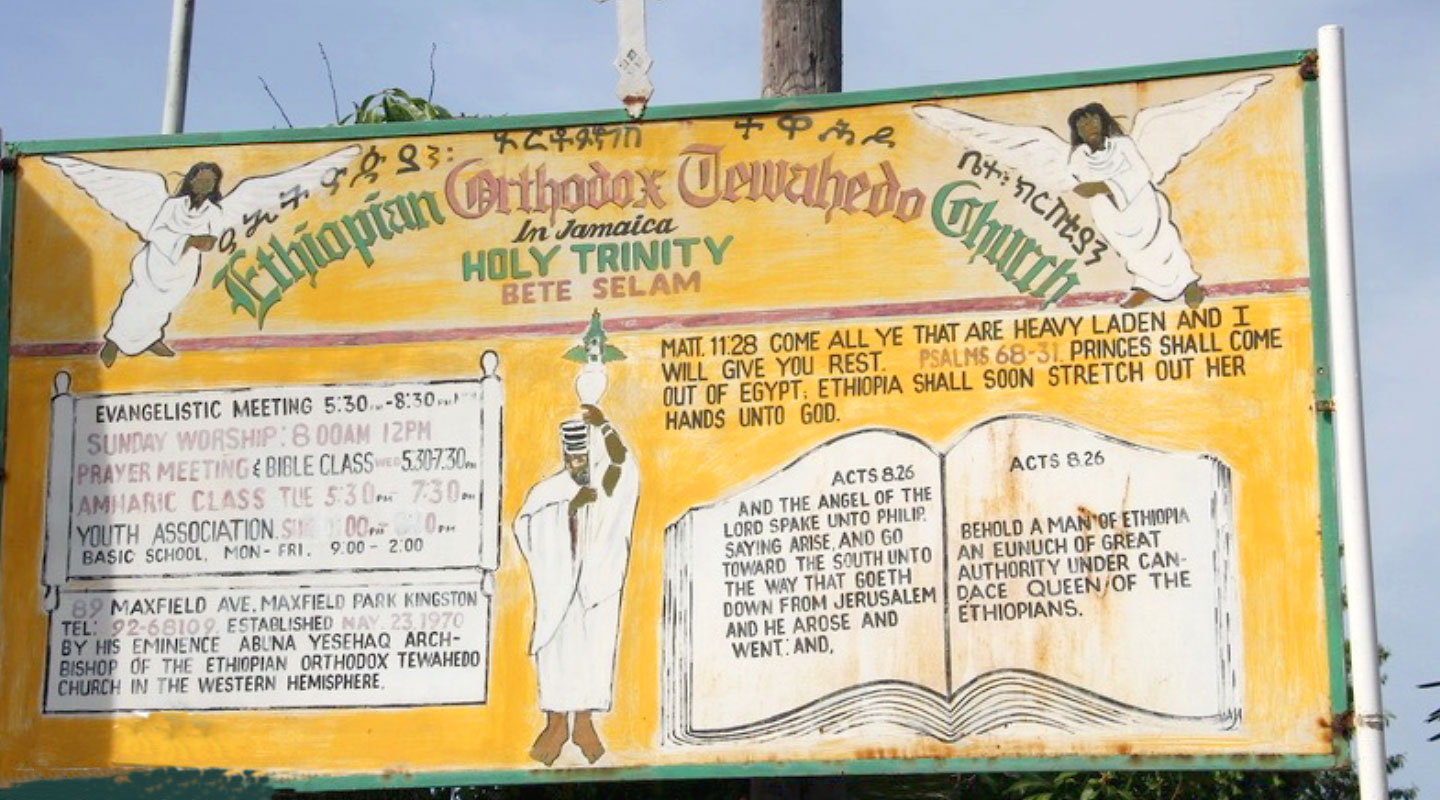 ኦርቶዶክስ ተዋሕዶ
Ethiopian Orthodox Tewahedo Church
In Jamaica
HOLY TRINITY
BETE SELAM
MATT. 11.28 COME ALL YE THAT ARE HEAVY LADEN AND I
WILL GIVE YOU REST. PSALMS 68-31. PRINCES SHALL COME
OUT OF EGYPT; ETHIOPIA SHALL SOON STRETCH OUT HER
HANDS UNTO GOD.
EVANGELISTIC MEETING 5:30PM-8:30PM
SUNDAY WORSHIP: 8 00AM 12PM
PRAYER MEETING & BIBLE CLASS WED 5.30-7.30PM
AMHARIC CLASS TUE 5:30PM- 7:30PM
YOUTH ASSOCIATION.
BASIC SCHOOL, MON- FRI. 9:00 - 2:00
89 MAXFIELD AVE. MAXFIELD PARK KINGSTON
TEL: 92-68109. ESTABLISHED MAY. 23.1970
BY HIS EMINENCE ABUNA YESEHAQ ARCH-
BISHOP OF THE ETHIOPIAN ORTHODOX TEWAHEDO
CHURCH IN THE WESTERN HEMISPHERE.
ACTS 8.26
AND THE ANGEL OF THE
LORD SPAKE UNTO PHILIP.
SAYING ARISE, AND GO
TOWARD THE SOUTH UNTO
THE WAY THAT GOETH
DOWN FROM JERUSALEM
AND HE AROSE AND
WENT: AND,
ACTS 8.26
BEHOLD A MAN OF ETHIOPIA
AN EUNUCH OF GREAT
AUTHORITY UNDER CAN-
DACE QUEEN OF THE
ETHIOPIANS.